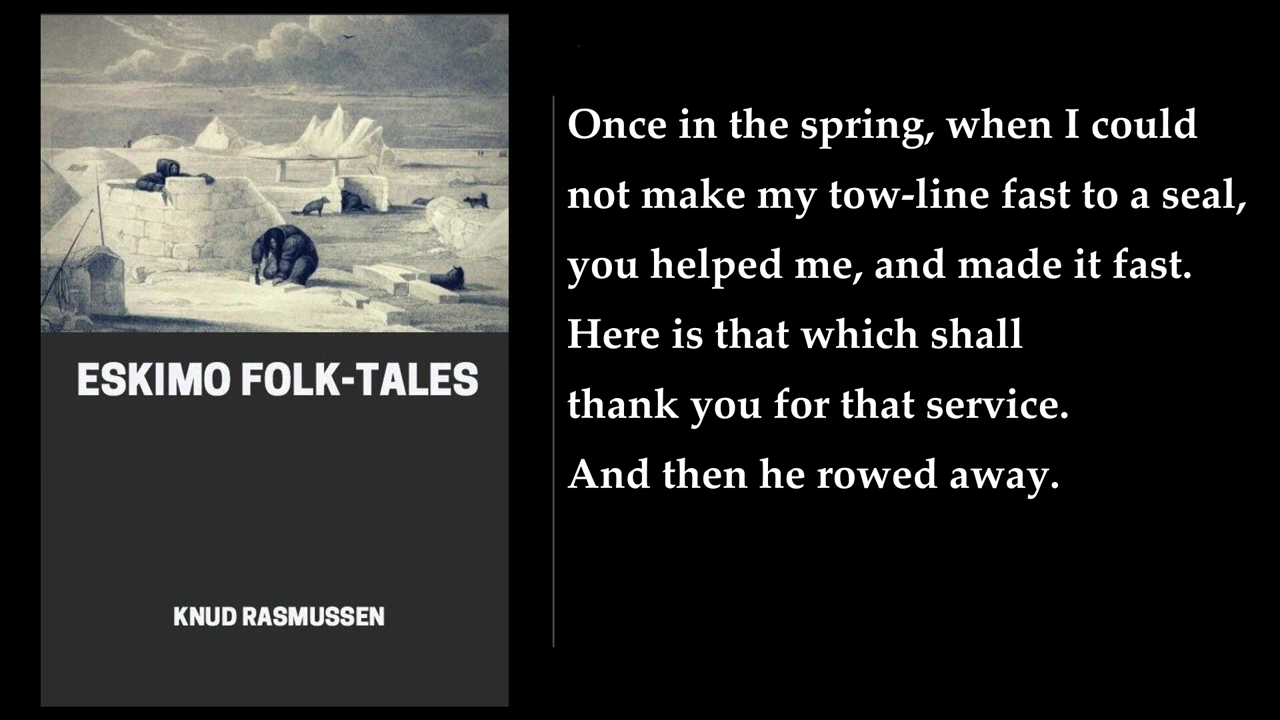 ESKIMO FOLK-TALES
KNUD RASMUSSEN
Once in the spring, when I could
not make my tow-line fast to a seal,
you helped me, and made it fast.
Here is that which shall
thank you for that service.
And then he rowed away.